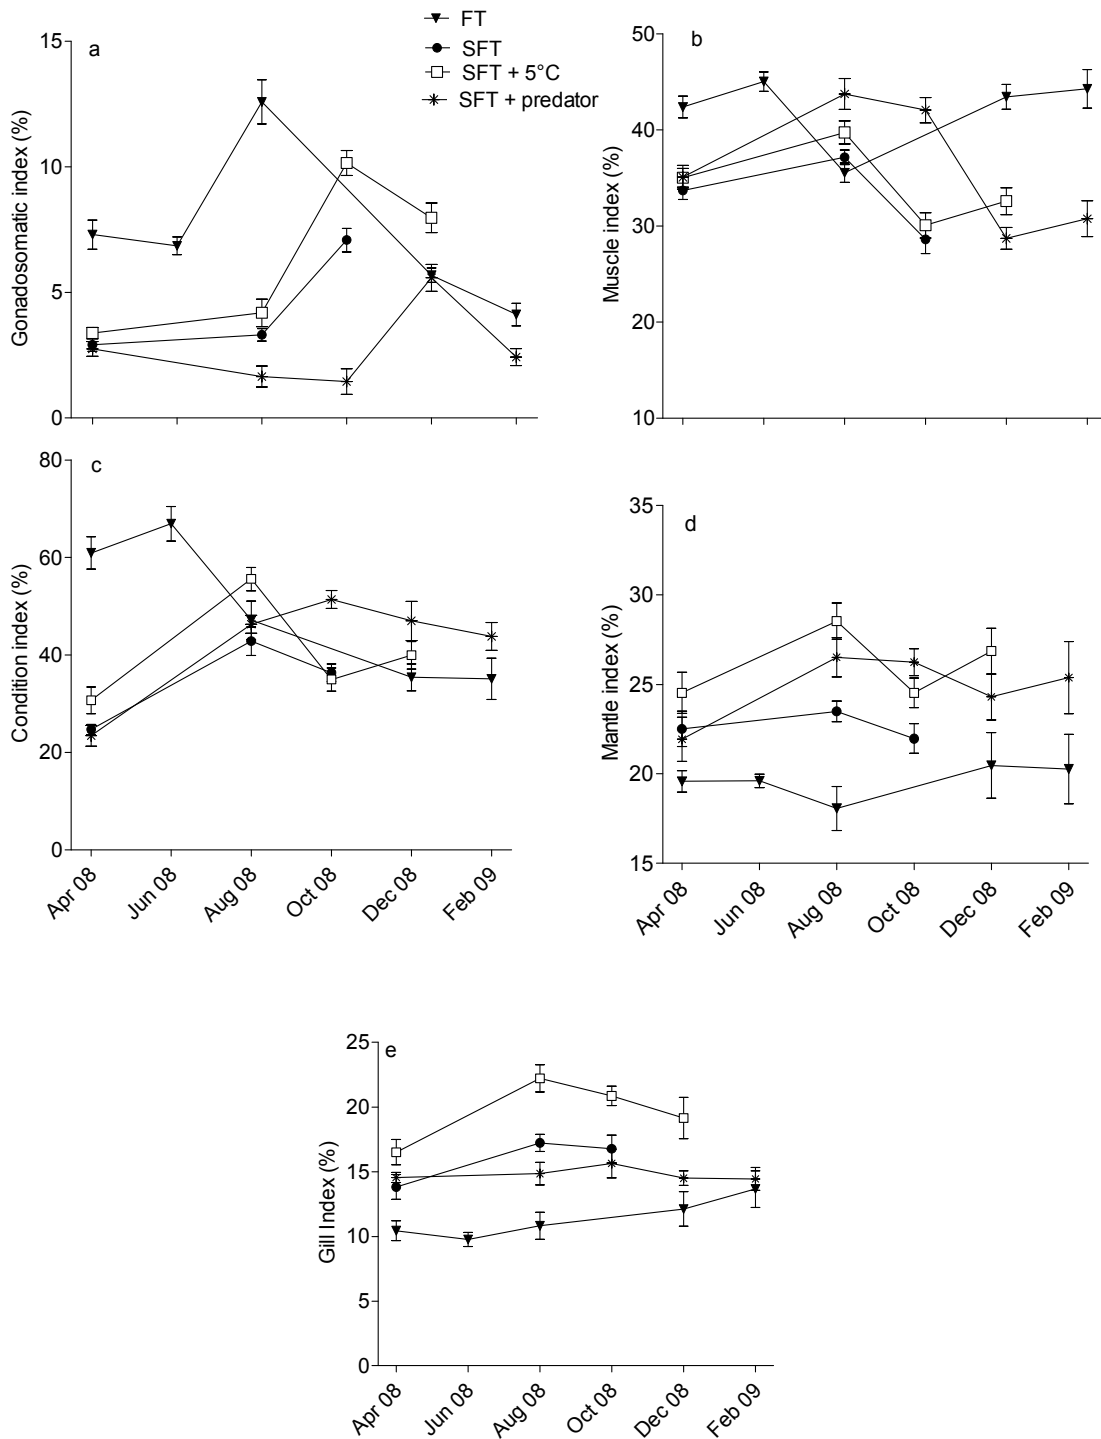 FT
SFT
SFT + 5°C
SFT + predator
a
15
10
5
0
Gonadosomatic index (%)
b
50
40
30
20
10
Muscle index (%)
c
80
60
40
20
0
Condition index (%)
Apr 08
Jun 08
Aug 08
Oct 08
Dec 08
Feb 09
d
35
30
25
20
15
Mantle index (%)
Apr 08
Jun 08
Aug 08
Oct 08
Dec 08
Feb 09
e
25
20
15
10
5
0
Gill Index (%)
Apr 08
Jun 08
Aug 08
Oct 08
Dec 08
Feb 09